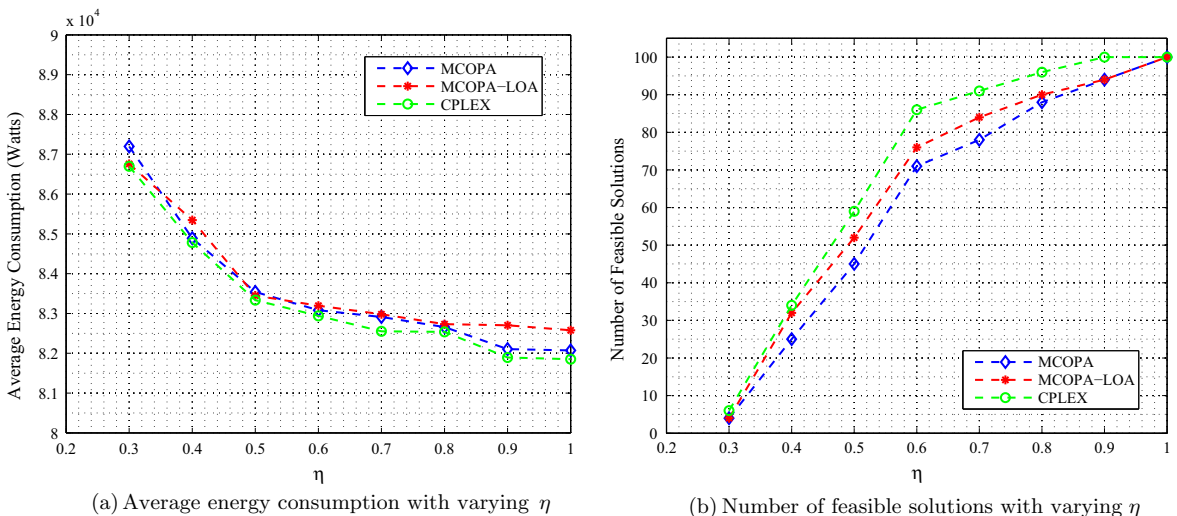 x 10^4
9
8.9
8.8
8.7
8.6
8.5
8.4
8.3
8.2
8.1
8
Average Energy Consumption (Watts)
MCOPA
MCOPA−LOA
CPLEX
0.2 0.3 0.4 0.5 0.6 0.7 0.8 0.9 1
η
(a) Average energy consumption with varying η
100
90
80
70
60
50
40
30
20
10
0
Number of Feasible Solutions
MCOPA
MCOPA−LOA
CPLEX
0.2 0.3 0.4 0.5 0.6 0.7 0.8 0.9 1
η
(b) Number of feasible solutions with varying η